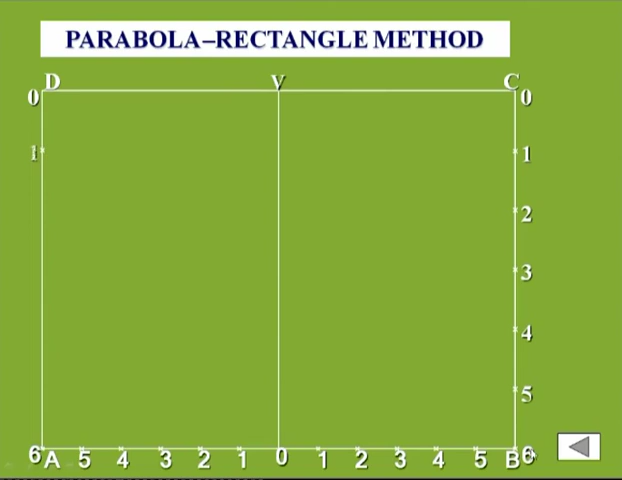 PARABOLA–RECTANGLE METHOD
D V C
0 0
1 1
2
3
4
5
6 A 5 4 3 2 1 0 1 2 3 4 5 B 6